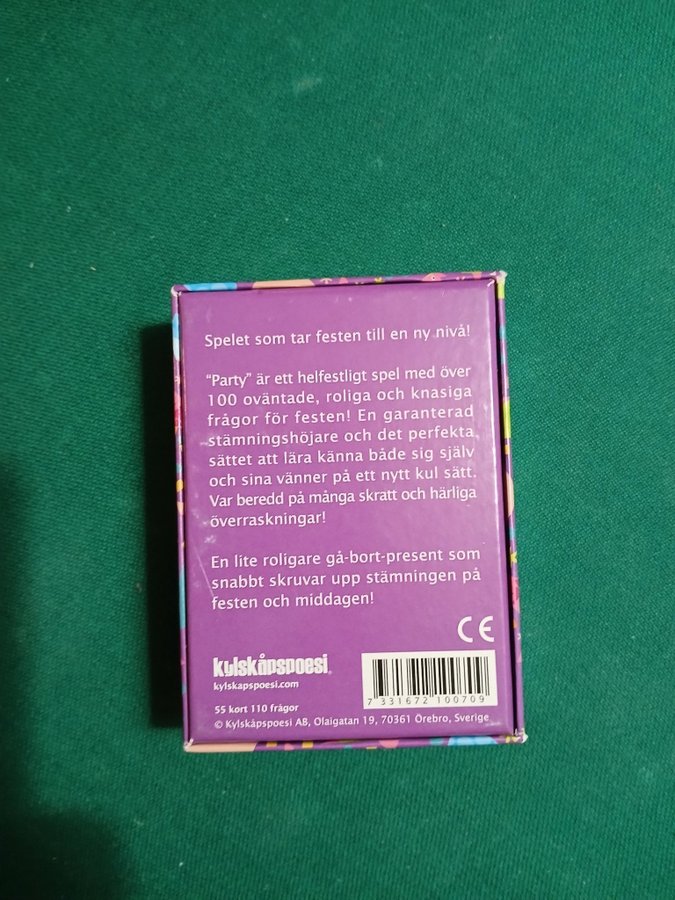 Spelet som tar festen till en ny nivå!
"Party" är ett helfestligt spel med över
100 oväntade, roliga och knasiga
frågor för festen! En garanterad
stämningshöjare och det perfekta
sättet att lära känna både sig själv
och sina vänner på ett nytt kul sätt.
Var beredd på många skratt och härliga
överraskningar!
En lite roligare gå-bort-present som
snabbt skruvar upp stämningen på
festen och middagen!
CE
kylskåpspoesi
kylskapspoesi.com
7 331672 100709
55 kort 110 frågor
© Kylskåpspoesi AB, Olaigatan 19, 70361 Örebro, Sverige